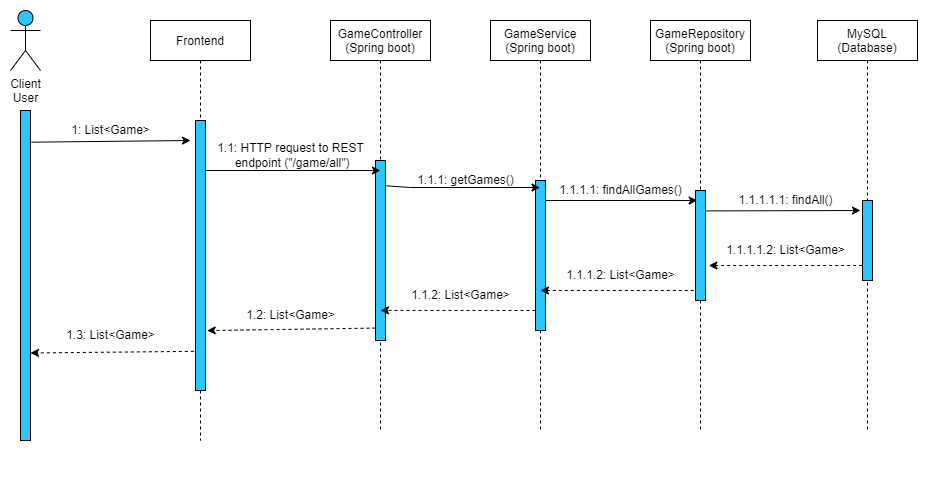 Client
User
Frontend
GameController
(Spring boot)
GameService
(Spring boot)
GameRepository
(Spring boot)
MySQL
(Database)
1: List<Game>
1.1: HTTP request to REST
endpoint ("/game/all")
1.1.1: getGames()
1.1.1.1: findAllGames()
1.1.1.1.1: findAll()
1.1.1.1.2: List<Game>
1.1.1.2: List<Game>
1.1.2: List<Game>
1.2: List<Game>
1.3: List<Game>